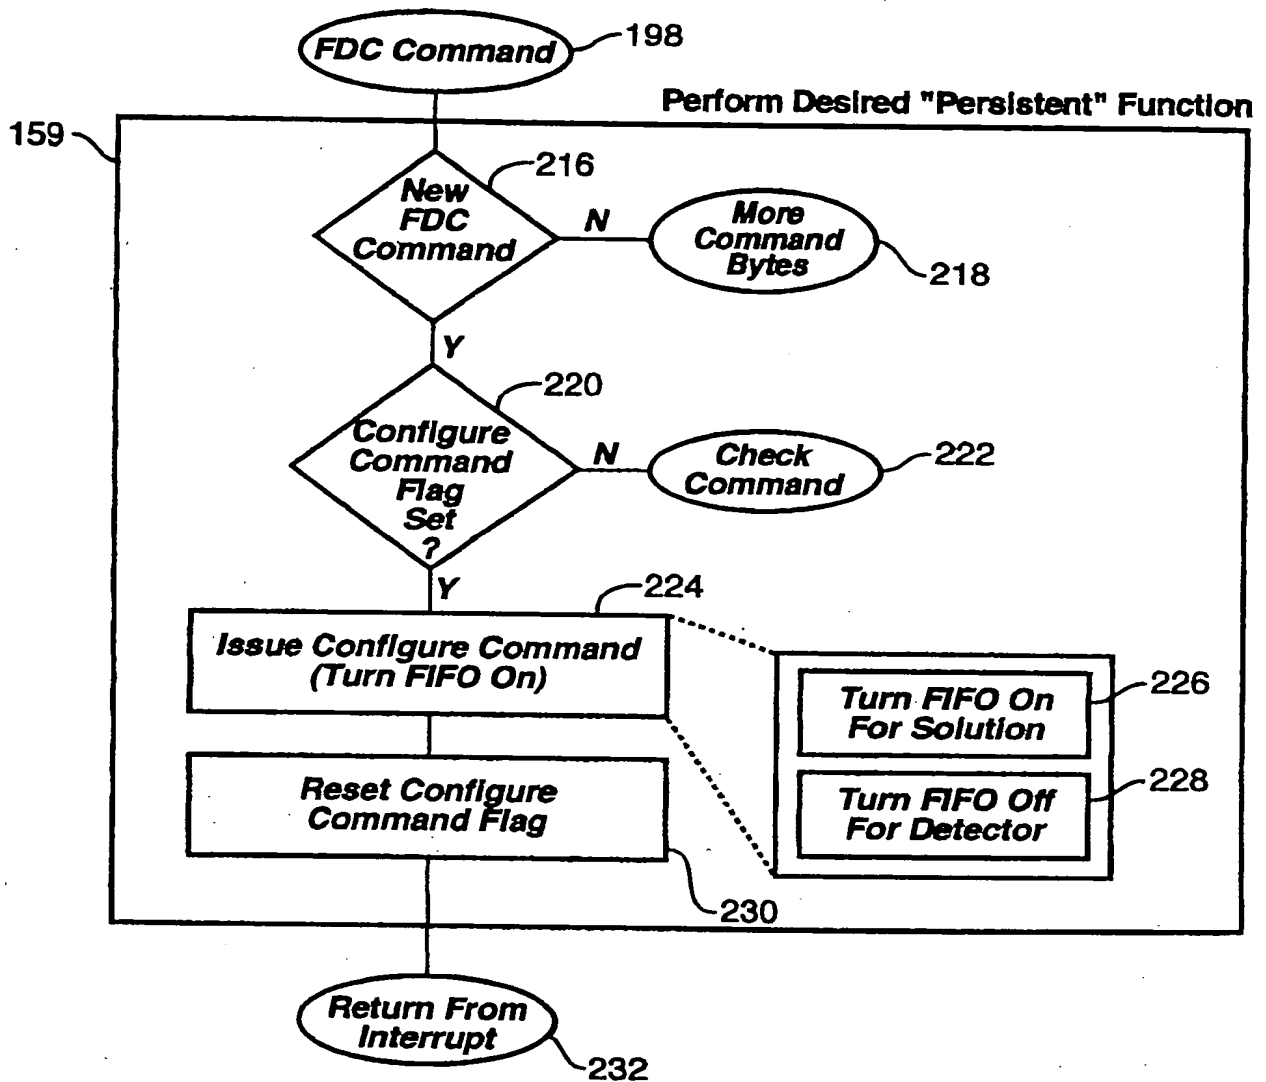 FDC Command
198
Perform Desired "Persistent" Function
159
216
New
FDC
Command
N
More
Command
Bytes
218
Y
220
Configure
Command
Flag
Set
?
N
Check
Command
222
Y
224
Issue Configure Command
(Turn FIFO On)
226
Turn FIFO On
For Solution
228
Turn FIFO Off
For Detector
Reset Configure
Command Flag
230
Return From
Interrupt
232